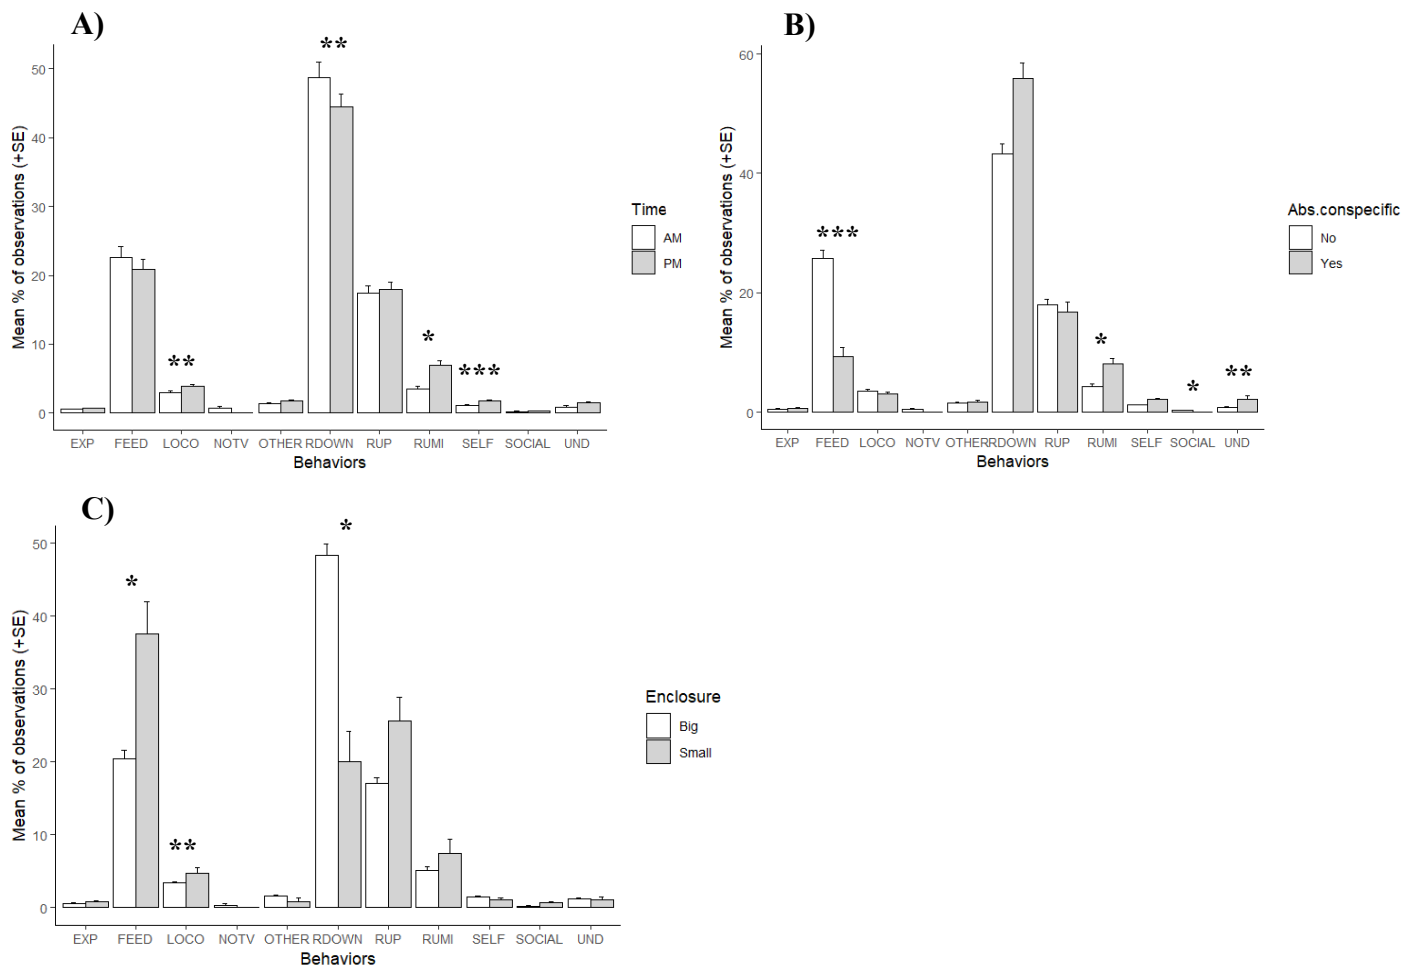 A)
Mean % of observations (+SE)
50
40
30
20
10
0
**
**
*
***
EXP FEED LOCO NOTV OTHER RDOWN RUP RUMI SELF SOCIAL UND
Behaviors
Time
AM
PM
B)
Mean % of observations (+SE)
60
40
20
0
***
*
*
**
EXP FEED LOCO NOTV OTHER RDOWN RUP RUMI SELF SOCIAL UND
Behaviors
Abs.conspecific
No
Yes
C)
Mean % of observations (+SE)
50
40
30
20
10
0
*
*
**
EXP FEED LOCO NOTV OTHER RDOWN RUP RUMI SELF SOCIAL UND
Behaviors
Enclosure
Big
Small